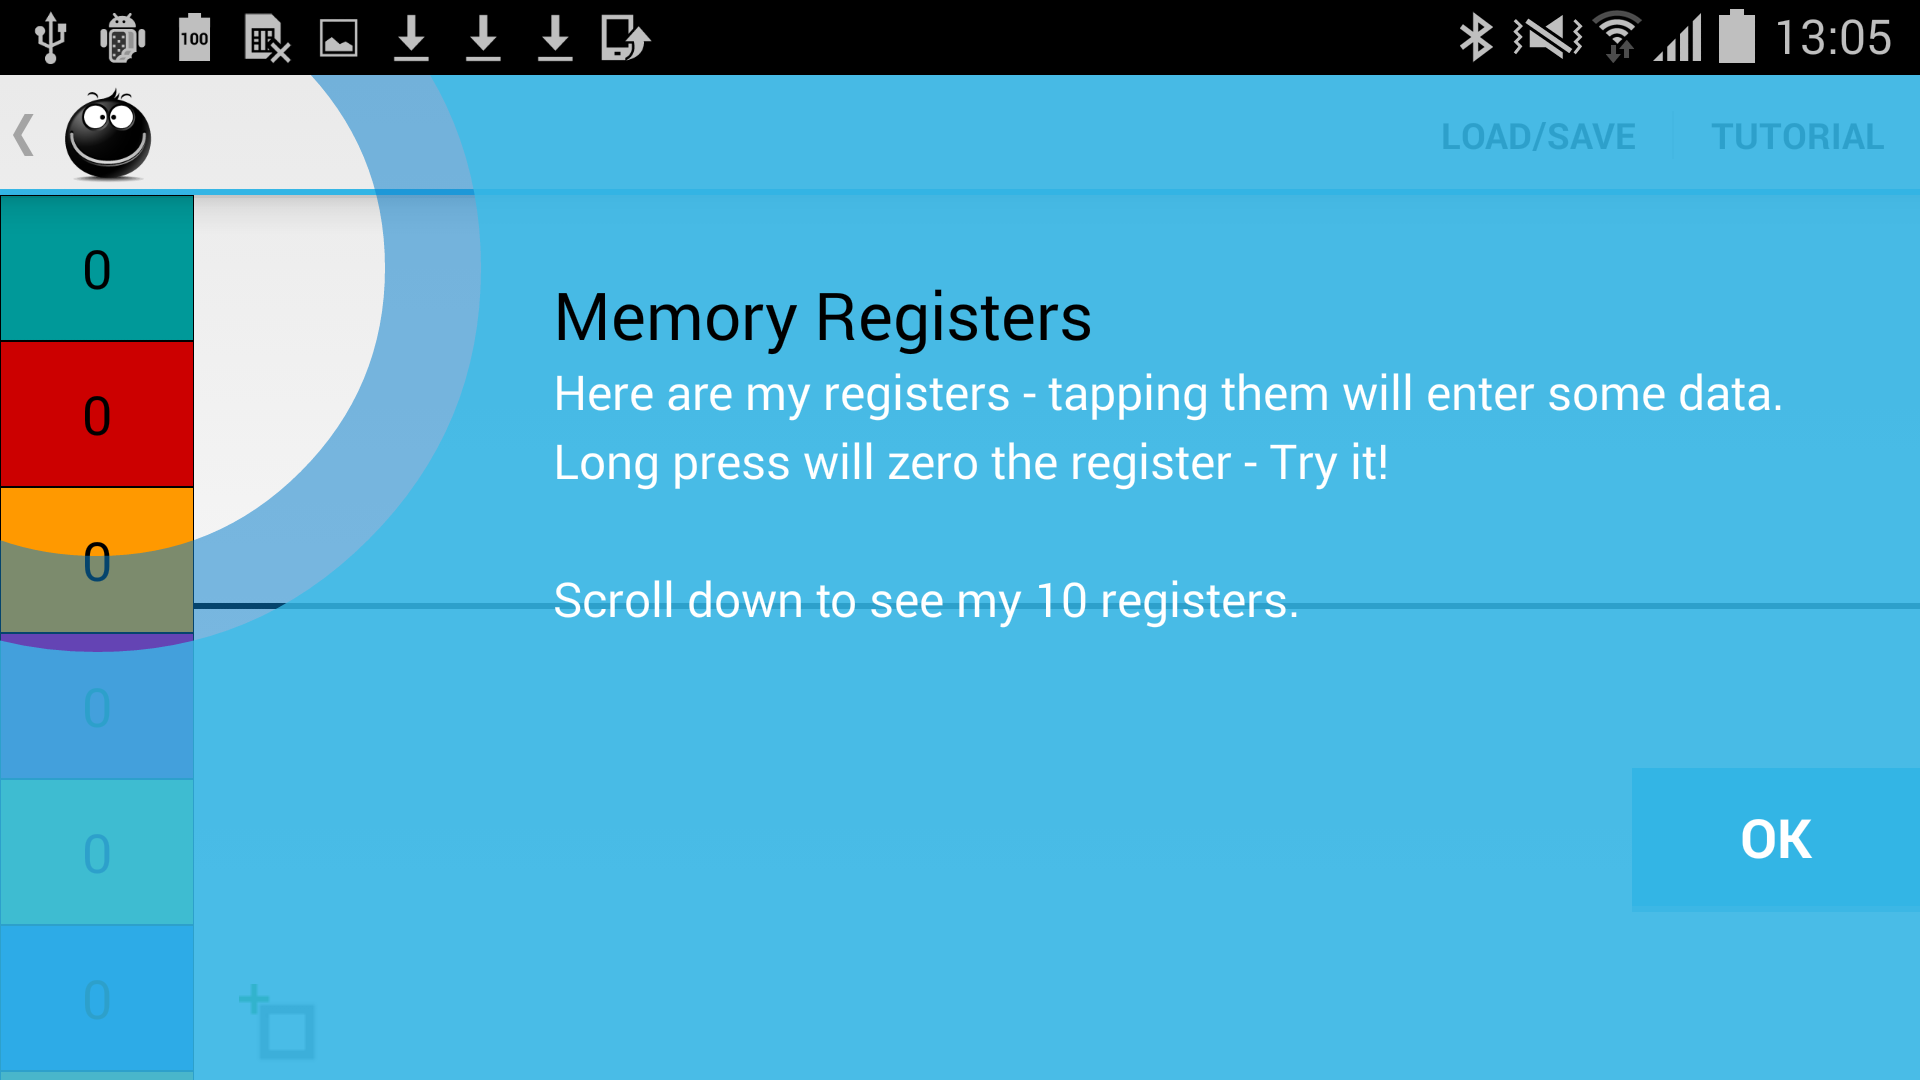 100
13:05
LOAD/SAVE
TUTORIAL
0
0
0
0
0
0
Memory Registers
Here are my registers - tapping them will enter some data.
Long press will zero the register - Try it!
Scroll down to see my 10 registers.
OK